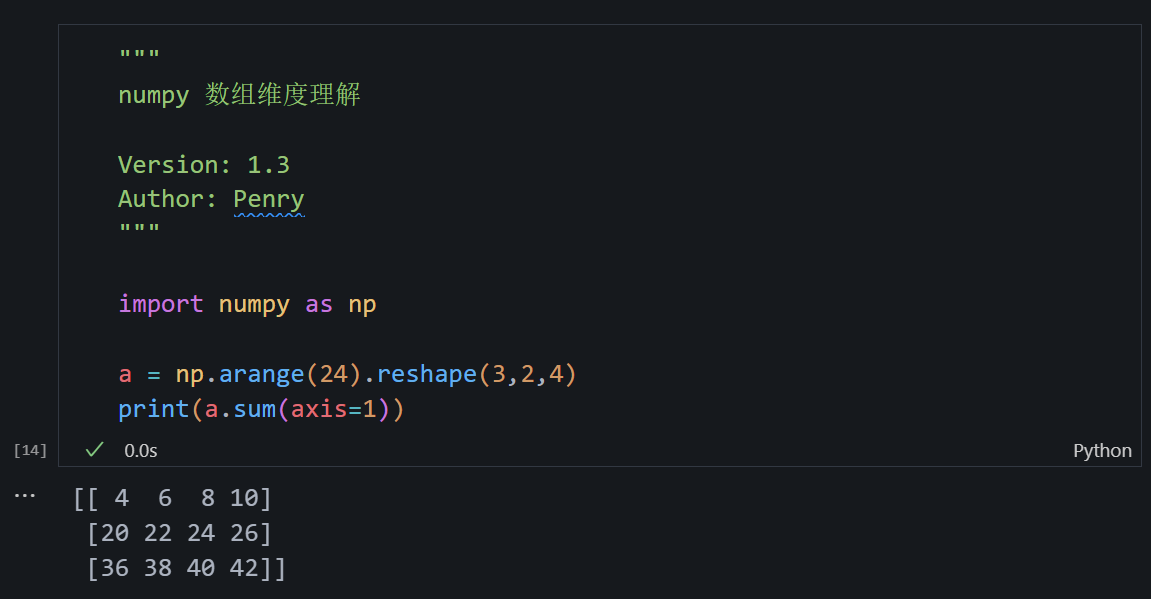 """
numpy 数组维度理解
Version: 1.3
Author: Penry
"""
import numpy as np
a = np.arange(24).reshape(3,2,4)
print(a.sum(axis=1))
[14] ✓ 0.0s Python
... [[ 4  6  8 10]
 [20 22 24 26]
 [36 38 40 42]]